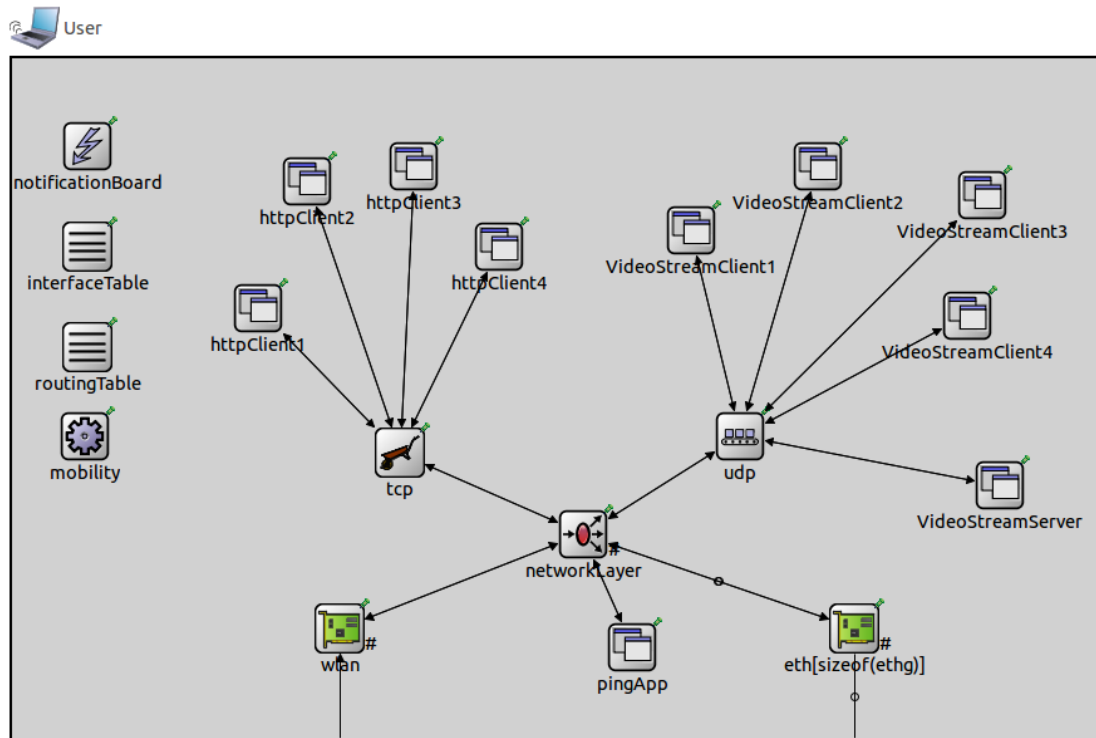 User
notificationBoard
interfaceTable
routingTable
mobility
httpClient2
httpClient3
httpClient4
httpClient1
tcp
VideoStreamClient2
VideoStreamClient3
VideoStreamClient1
VideoStreamClient4
udp
VideoStreamServer
#
networkLayer
#
wlan
pingApp
#
eth[sizeof(ethg)]